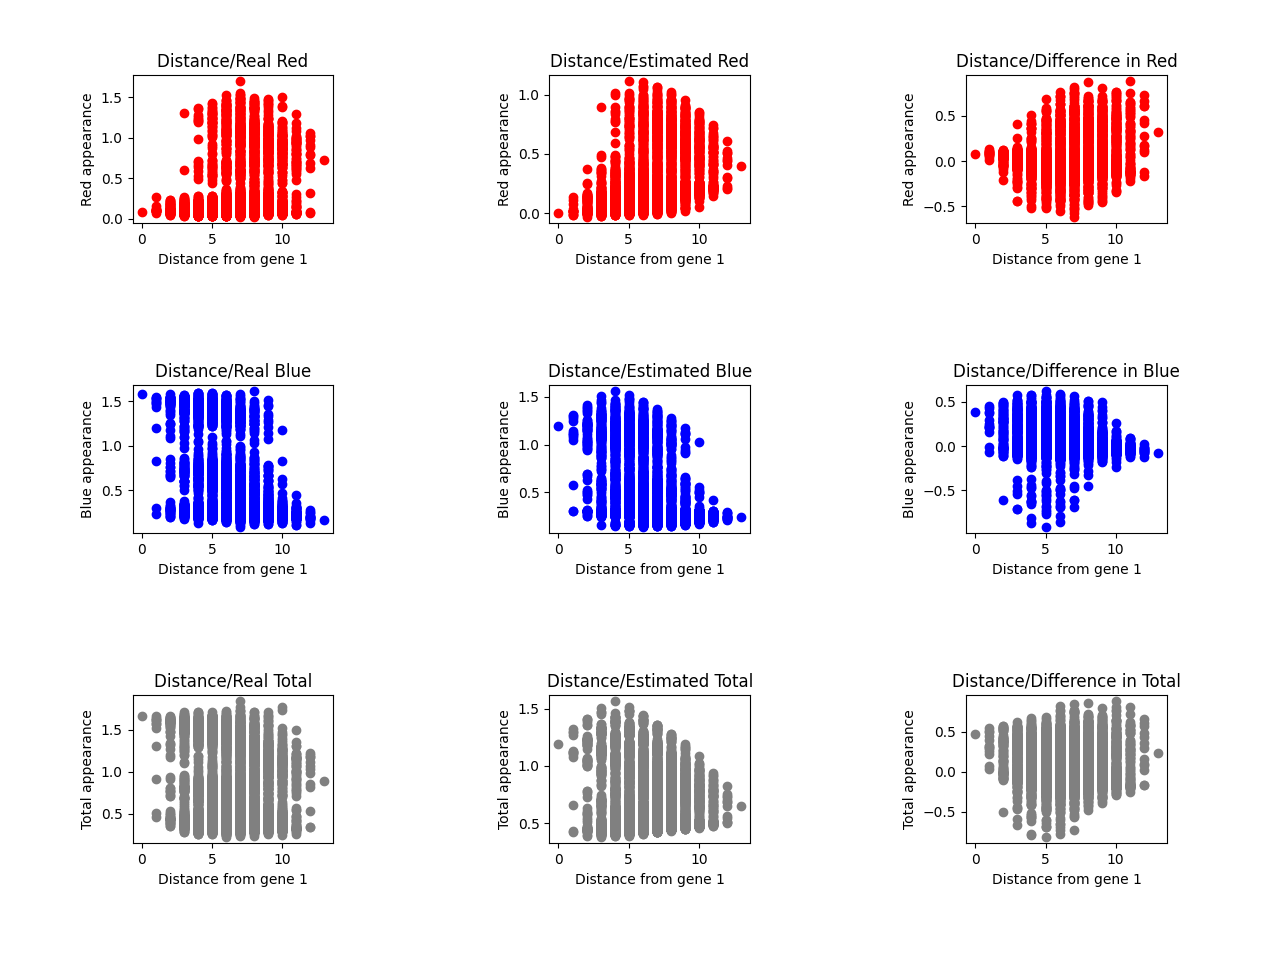 Distance/Real Red
Distance/Estimated Red
Distance/Difference in Red
Red appearance
1.5
1.0
0.5
0.0
0
5
10
Distance from gene 1
Red appearance
1.0
0.5
0.0
0
5
10
Distance from gene 1
Red appearance
0.5
0.0
−0.5
0
5
10
Distance from gene 1
Distance/Real Blue
Distance/Estimated Blue
Distance/Difference in Blue
Blue appearance
1.5
1.0
0.5
0
5
10
Distance from gene 1
Blue appearance
1.5
1.0
0.5
0
5
10
Distance from gene 1
Blue appearance
0.5
0.0
−0.5
0
5
10
Distance from gene 1
Distance/Real Total
Distance/Estimated Total
Distance/Difference in Total
Total appearance
1.5
1.0
0.5
0
5
10
Distance from gene 1
Total appearance
1.5
1.0
0.5
0
5
10
Distance from gene 1
Total appearance
0.5
0.0
−0.5
0
5
10
Distance from gene 1